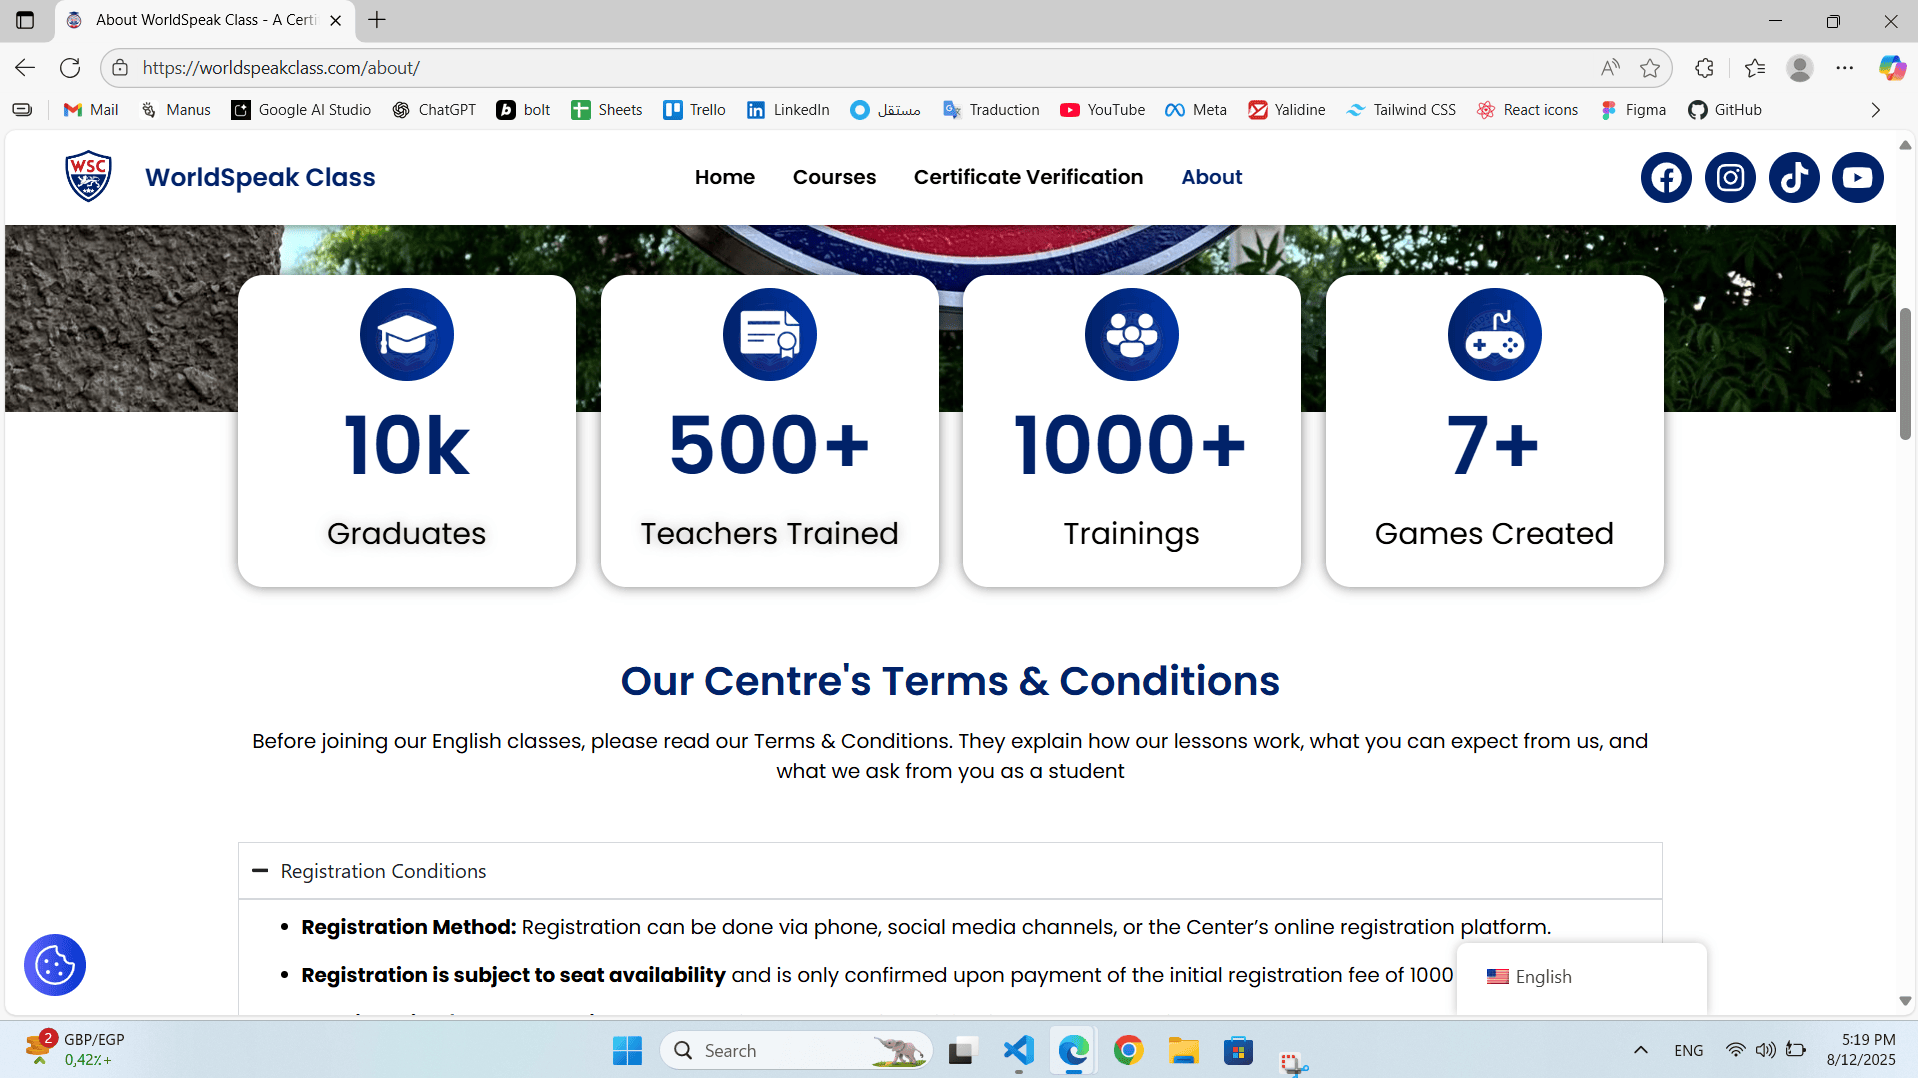 About WorldSpeak Class - A Certi
https://worldspeakclass.com/about/
Mail Manus Google AI Studio ChatGPT bolt Sheets Trello LinkedIn مستقل Traduction YouTube Meta Yalidine Tailwind CSS React icons Figma GitHub
WSC
WorldSpeak Class
Home Courses Certificate Verification About
10k 500+ 1000+ 7+
Graduates Teachers Trained Trainings Games Created
Our Centre's Terms & Conditions
Before joining our English classes, please read our Terms & Conditions. They explain how our lessons work, what you can expect from us, and
what we ask from you as a student
Registration Conditions
• Registration Method: Registration can be done via phone, social media channels, or the Center’s online registration platform.
• Registration is subject to seat availability and is only confirmed upon payment of the initial registration fee of 1000
English
2
GBP/EGP
0,42٪+
Search
ENG
5:19 PM
8/12/2025